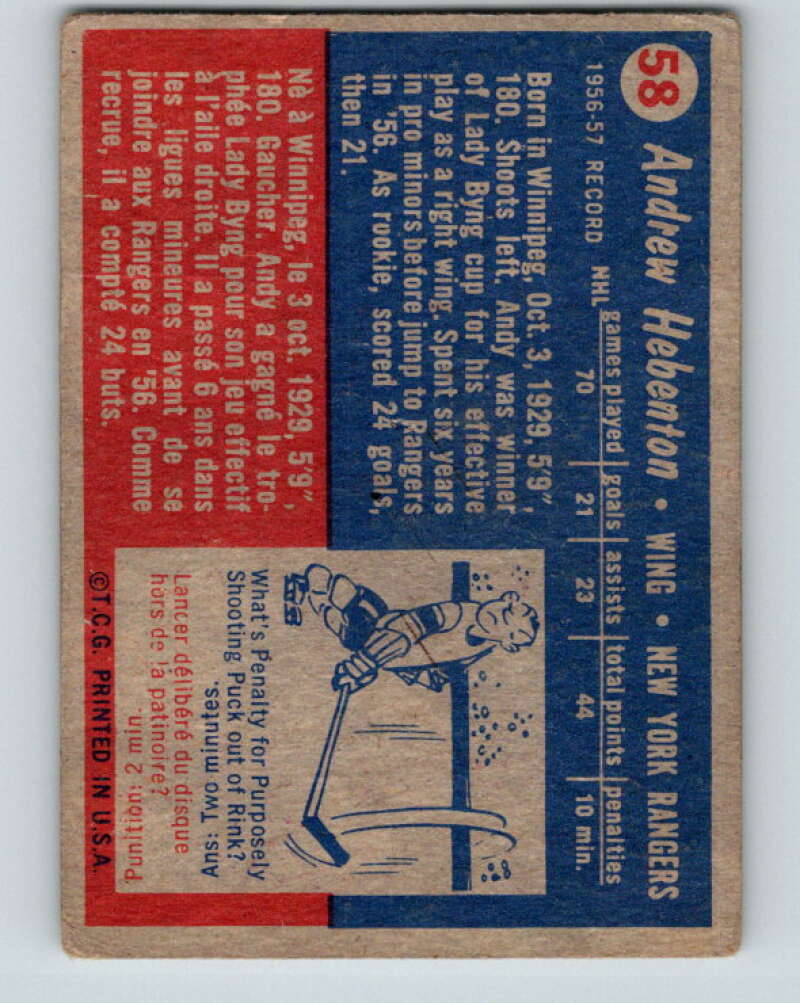 58 Andrew Hebenton • WING • NEW YORK RANGERS
1956-57 RECORD games played goals assists total points penalties
NHL 70 21 23 44 10 min.
Born in Winnipeg, Oct. 3, 1929, 5'9",
180. Shoots left. Andy was winner
of Lady Byng cup for his effective
play as a right wing. Spent six years
in pro minors before jump to Rangers
in '56. As rookie, scored 24 goals,
then 21.
Nè à Winnipeg, le 3 oct. 1929, 5'9",
180. Gaucher. Andy a gagné le tro-
phée Lady Byng pour son jeu effectif
à l'aile droite. Il a passé 6 ans dans
les ligues mineures avant de se
joindre aux Rangers en '56. Comme
recrue, il a compté 24 buts.
What's Penalty for Purposely
Shooting Puck out of Rink?
Ans: Two minutes.
Lancer délibéré du disque
hors de la patinoire?
Punition: 2 min.
©T.C.G. PRINTED IN U.S.A.